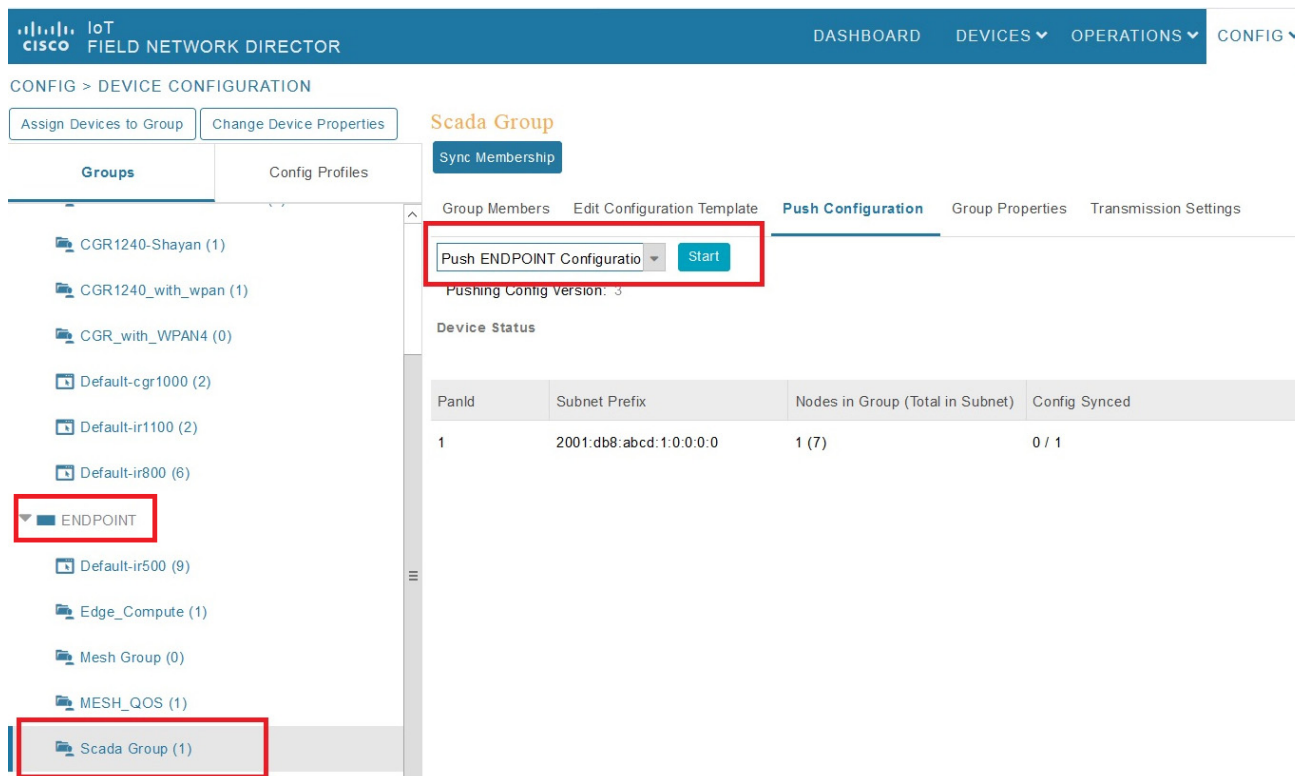 IoT
CISCO FIELD NETWORK DIRECTOR
DASHBOARD DEVICES OPERATIONS CONFIG
CONFIG > DEVICE CONFIGURATION
Assign Devices to Group Change Device Properties
Groups Config Profiles
CGR1240-Shayan (1)
CGR1240_with_wpan (1)
CGR_with_WPAN4 (0)
Default-cgr1000 (2)
Default-ir1100 (2)
Default-ir800 (6)
ENDPOINT
Default-ir500 (9)
Edge_Compute (1)
Mesh Group (0)
MESH_QOS (1)
Scada Group (1)
Scada Group
Sync Membership
Group Members Edit Configuration Template Push Configuration Group Properties Transmission Settings
Push ENDPOINT Configuratio Start
Pushing Config Version: 3
Device Status
PanId Subnet Prefix Nodes in Group (Total in Subnet) Config Synced
1 2001:db8:abcd:1:0:0:0:0 1 (7) 0 / 1